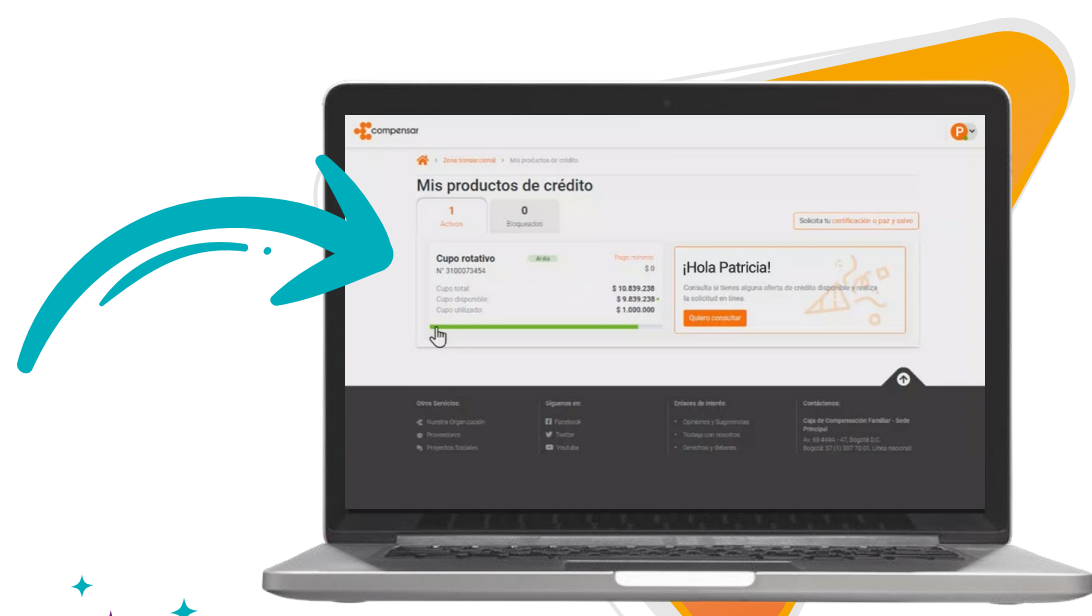 compensar
P
Zona transaccional > Mis productos de crédito
Mis productos de crédito
1
Activos
0
Bloqueados
Solicita tu certificación o paz y salvo
Cupo rotativo
Al día
Pago mínimo
N° 3100073454
$ 0
Cupo total:
$ 10.839.238
Cupo disponible:
$ 9.839.238
Cupo utilizado:
$ 1.000.000
¡Hola Patricia!
Consulta si tienes alguna oferta de crédito disponible y realiza
la solicitud en línea.
Quiero consultar
Otros Servicios:
Nuestra Organización
Proveedores
Proyectos Sociales
Síguenos en:
Facebook
Twitter
Youtube
Enlaces de interés:
Opiniones y Sugerencias
Trabaja con nosotros
Derechos y deberes
Contáctenos:
Caja de Compensación Familiar - Sede
Principal
Bogotá D.C.
Línea nacional